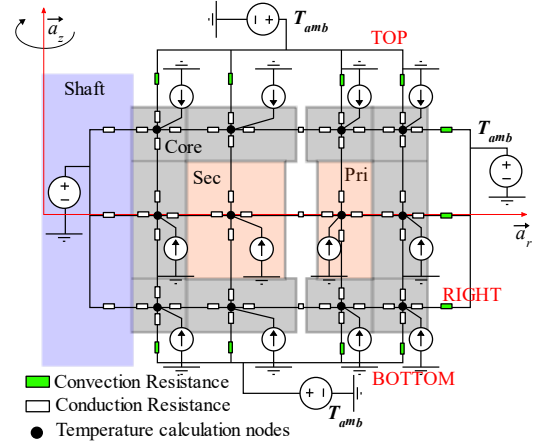 a_z
T_amb
TOP
Shaft
Core
T_amb
Sec
Pri
a_r
RIGHT
BOTTOM
T_amb
Convection Resistance
Conduction Resistance
Temperature calculation nodes